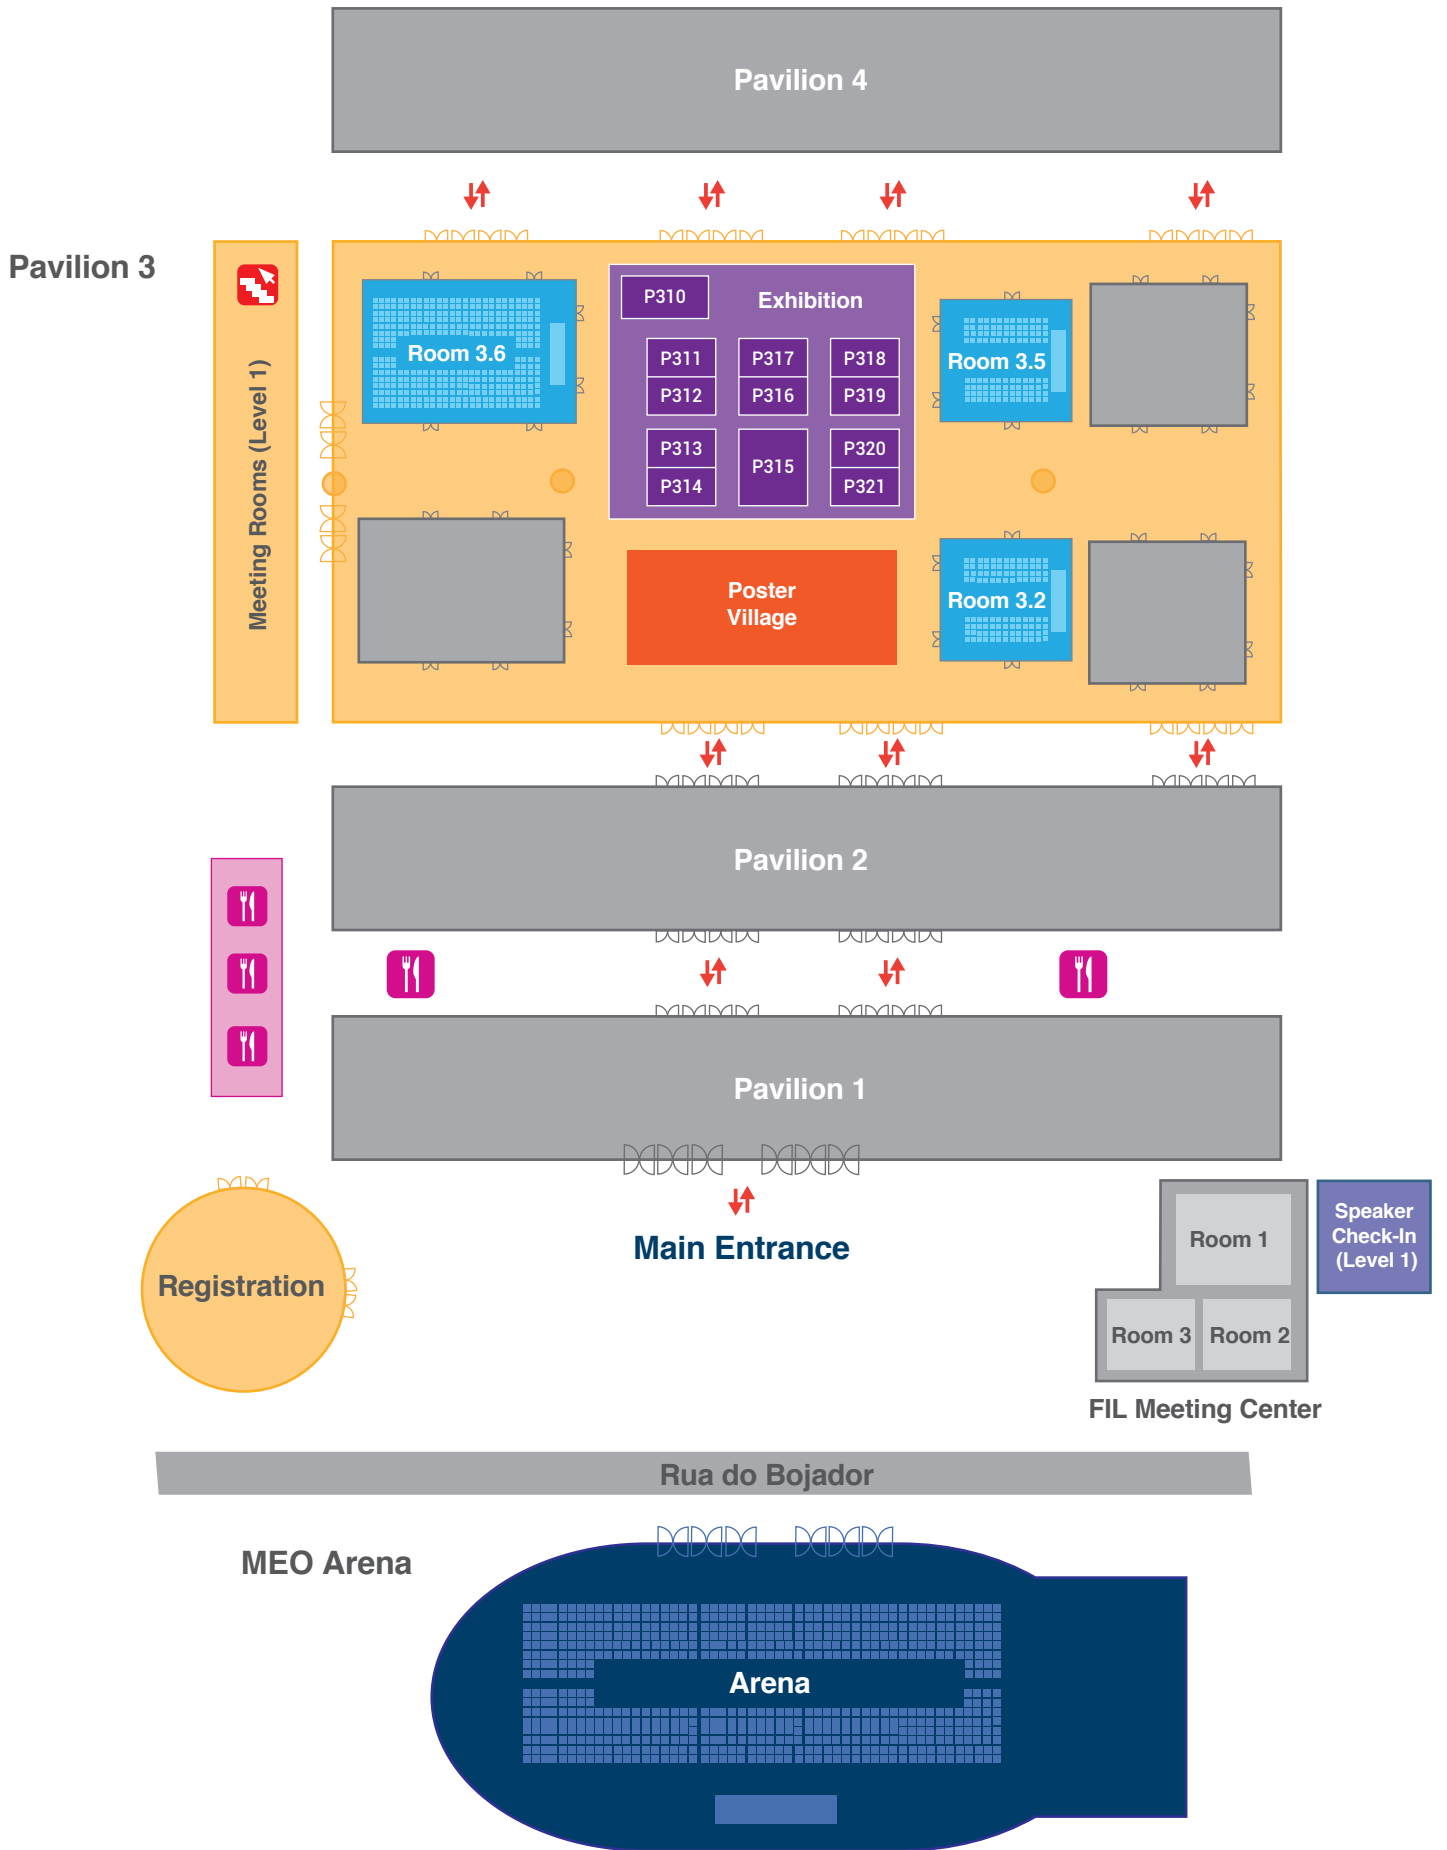 Pavilion 4
Pavilion 3
Meeting Rooms (Level 1)
Room 3.6
Exhibition
P310
P311
P317
P318
P312
P316
P319
P313
P315
P320
P314
P321
Room 3.5
Poster
Village
Room 3.2
Pavilion 2
Pavilion 1
Main Entrance
Registration
Room 1
Room 3
Room 2
Speaker
Check-In
(Level 1)
FIL Meeting Center
Rua do Bojador
MEO Arena
Arena